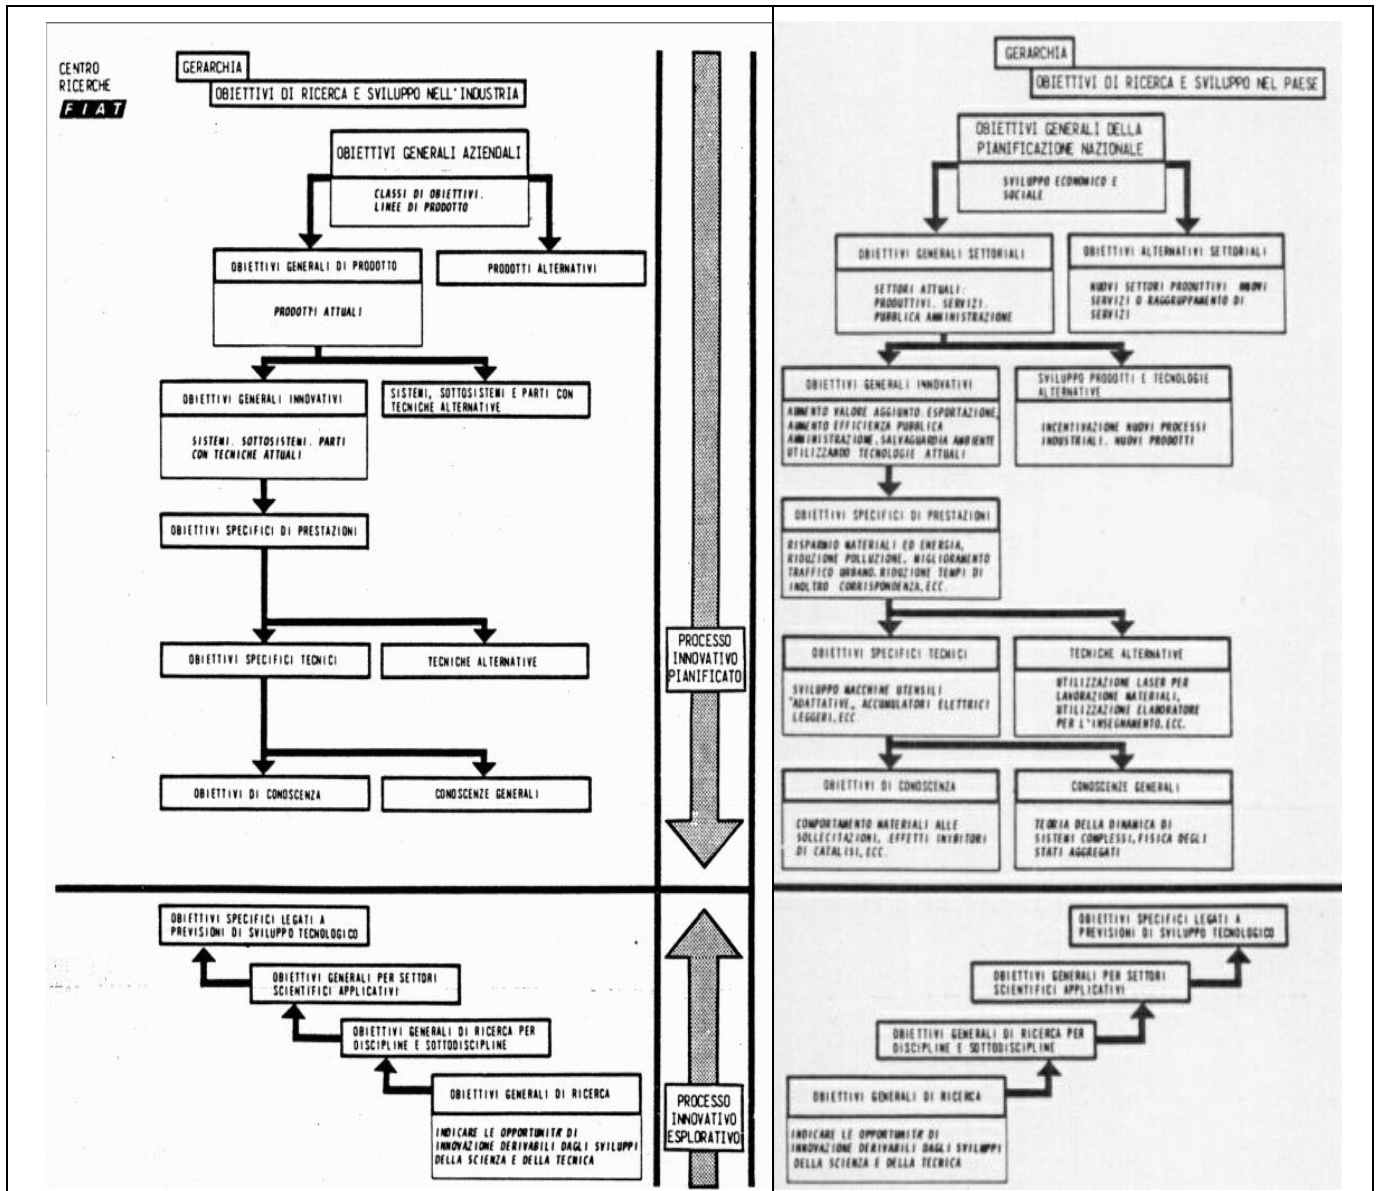 CENTRO
RICERCHE
FIAT
GERARCHIA
OBIETTIVI DI RICERCA E SVILUPPO NELL'INDUSTRIA
OBIETTIVI GENERALI AZIENDALI
CLASSI DI OBIETTIVI.
LINEE DI PRODOTTO
OBIETTIVI GENERALI DI PRODOTTO
PRODOTTI ATTUALI
PRODOTTI ALTERNATIVI
OBIETTIVI GENERALI INNOVATIVI
SISTEMI. SOTTOSISTEMI. PARTI
CON TECNICHE ATTUALI
SISTEMI, SOTTOSISTEMI E PARTI CON
TECNICHE ALTERNATIVE
OBIETTIVI SPECIFICI DI PRESTAZIONI
OBIETTIVI SPECIFICI TECNICI
TECNICHE ALTERNATIVE
OBIETTIVI DI CONOSCENZA
CONOSCENZE GENERALI
PROCESSO
INNOVATIVO
PIANIFICATO
OBIETTIVI SPECIFICI LEGATI A
PREVISIONI DI SVILUPPO TECNOLOGICO
OBIETTIVI GENERALI PER SETTORI
SCIENTIFICI APPLICATIVI
OBIETTIVI GENERALI DI RICERCA PER
DISCIPLINE E SOTTODISCIPLINE
OBIETTIVI GENERALI DI RICERCA
INDICARE LE OPPORTUNITA' DI
INNOVAZIONE DERIVABILI DAGLI SVILUPPI
DELLA SCIENZA E DELLA TECNICA
PROCESSO
INNOVATIVO
ESPLORATIVO
GERARCHIA
OBIETTIVI DI RICERCA E SVILUPPO NEL PAESE
OBIETTIVI GENERALI DELLA
PIANIFICAZIONE NAZIONALE
SVILUPPO ECONOMICO E
SOCIALE
OBIETTIVI GENERALI SETTORIALI
SETTORI ATTUALI:
PRODUTTIVI. SERVIZI.
PUBBLICA AMMINISTRAZIONE
OBIETTIVI ALTERNATIVI SETTORIALI
NUOVI SETTORI PRODUTTIVI NUOVI
SERVIZI O RAGGRUPPAMENTO DI
SERVIZI
OBIETTIVI GENERALI INNOVATIVI
AUMENTO VALORE AGGIUNTO ESPORTAZIONE,
AUMENTO EFFICIENZA PUBBLICA
AMMINISTRAZIONE, SALVAGUARDIA AMBIENTE
UTILIZZANDO TECNOLOGIE ATTUALI
SVILUPPO PRODOTTI E TECNOLOGIE
ALTERNATIVE
INCENTIVAZIONE NUOVI PROCESSI
INDUSTRIALI. NUOVI PRODOTTI
OBIETTIVI SPECIFICI DI PRESTAZIONI
RISPARMIO MATERIALI ED ENERGIA,
RIDUZIONE POLLUZIONE, MIGLIORAMENTO
TRAFFICO URBANO, RIDUZIONE TEMPI DI
INOLTRO CORRISPONDENZA, ECC.
OBIETTIVI SPECIFICI TECNICI
SVILUPPO MACCHINE UTENSILI
"ADATTATIVE„ ACCUMULATORI ELETTRICI
LEGGERI, ECC.
TECNICHE ALTERNATIVE
UTILIZZAZIONE LASER PER
LAVORAZIONE MATERIALI,
UTILIZZAZIONE ELABORATORE
PER L'INSEGNAMENTO, ECC.
OBIETTIVI DI CONOSCENZA
COMPORTAMENTO MATERIALI ALLE
SOLLECITAZIONI, EFFETTI INIBITORI
DI CATALISI, ECC.
CONOSCENZE GENERALI
TEORIA DELLA DINAMICA DI
SISTEMI COMPLESSI, FISICA DEGLI
STATI AGGREGATI
OBIETTIVI SPECIFICI LEGATI A
PREVISIONI DI SVILUPPO TECNOLOGICO
OBIETTIVI GENERALI PER SETTORI
SCIENTIFICI APPLICATIVI
OBIETTIVI GENERALI DI RICERCA PER
DISCIPLINE E SOTTODISCIPLINE
OBIETTIVI GENERALI DI RICERCA
INDICARE LE OPPORTUNITA' DI
INNOVAZIONE DERIVABILI DAGLI SVILUPPI
DELLA SCIENZA E DELLA TECNICA